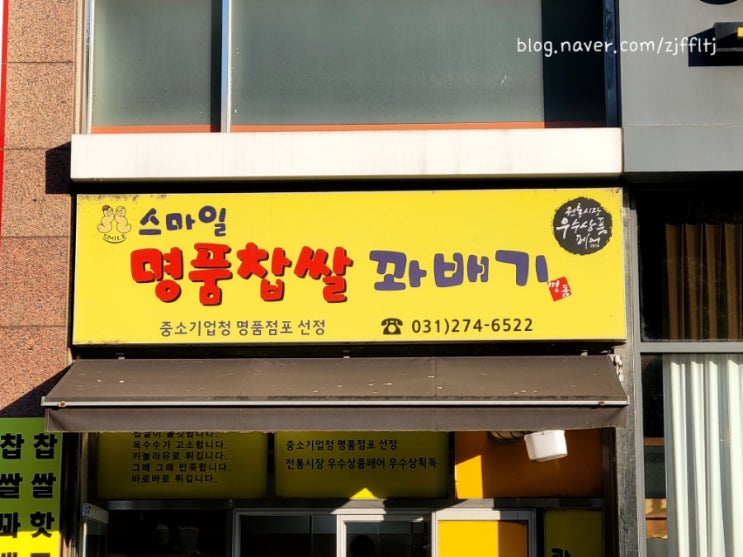 blog.naver.com/zjffltj
스마일
SMILE
전통시장
우수상품
페어
명품찹쌀 꽈배기
명품
중소기업청 명품점포 선정 ☎ 031)274-6522
옥수수가 고소합니다.
카놀라유로 튀깁니다.
그때 그때 반죽합니다.
바로바로 튀깁니다.
중소기업청 명품점포 선정
전통시장 우수상품페어 우수상획득
찹쌀꽈배
찹쌀핫